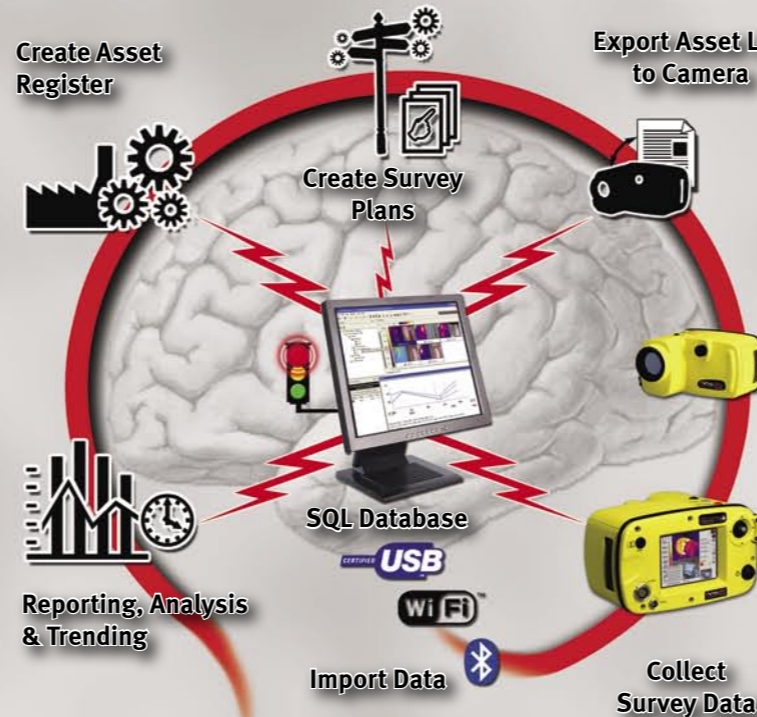 Create Asset
Register
Create Survey
Plans
Export Asset
to Camera
SQL Database
CERTIFIED USB
WiFi™
Import Data
Reporting, Analysis
& Trending
Collect
Survey Data